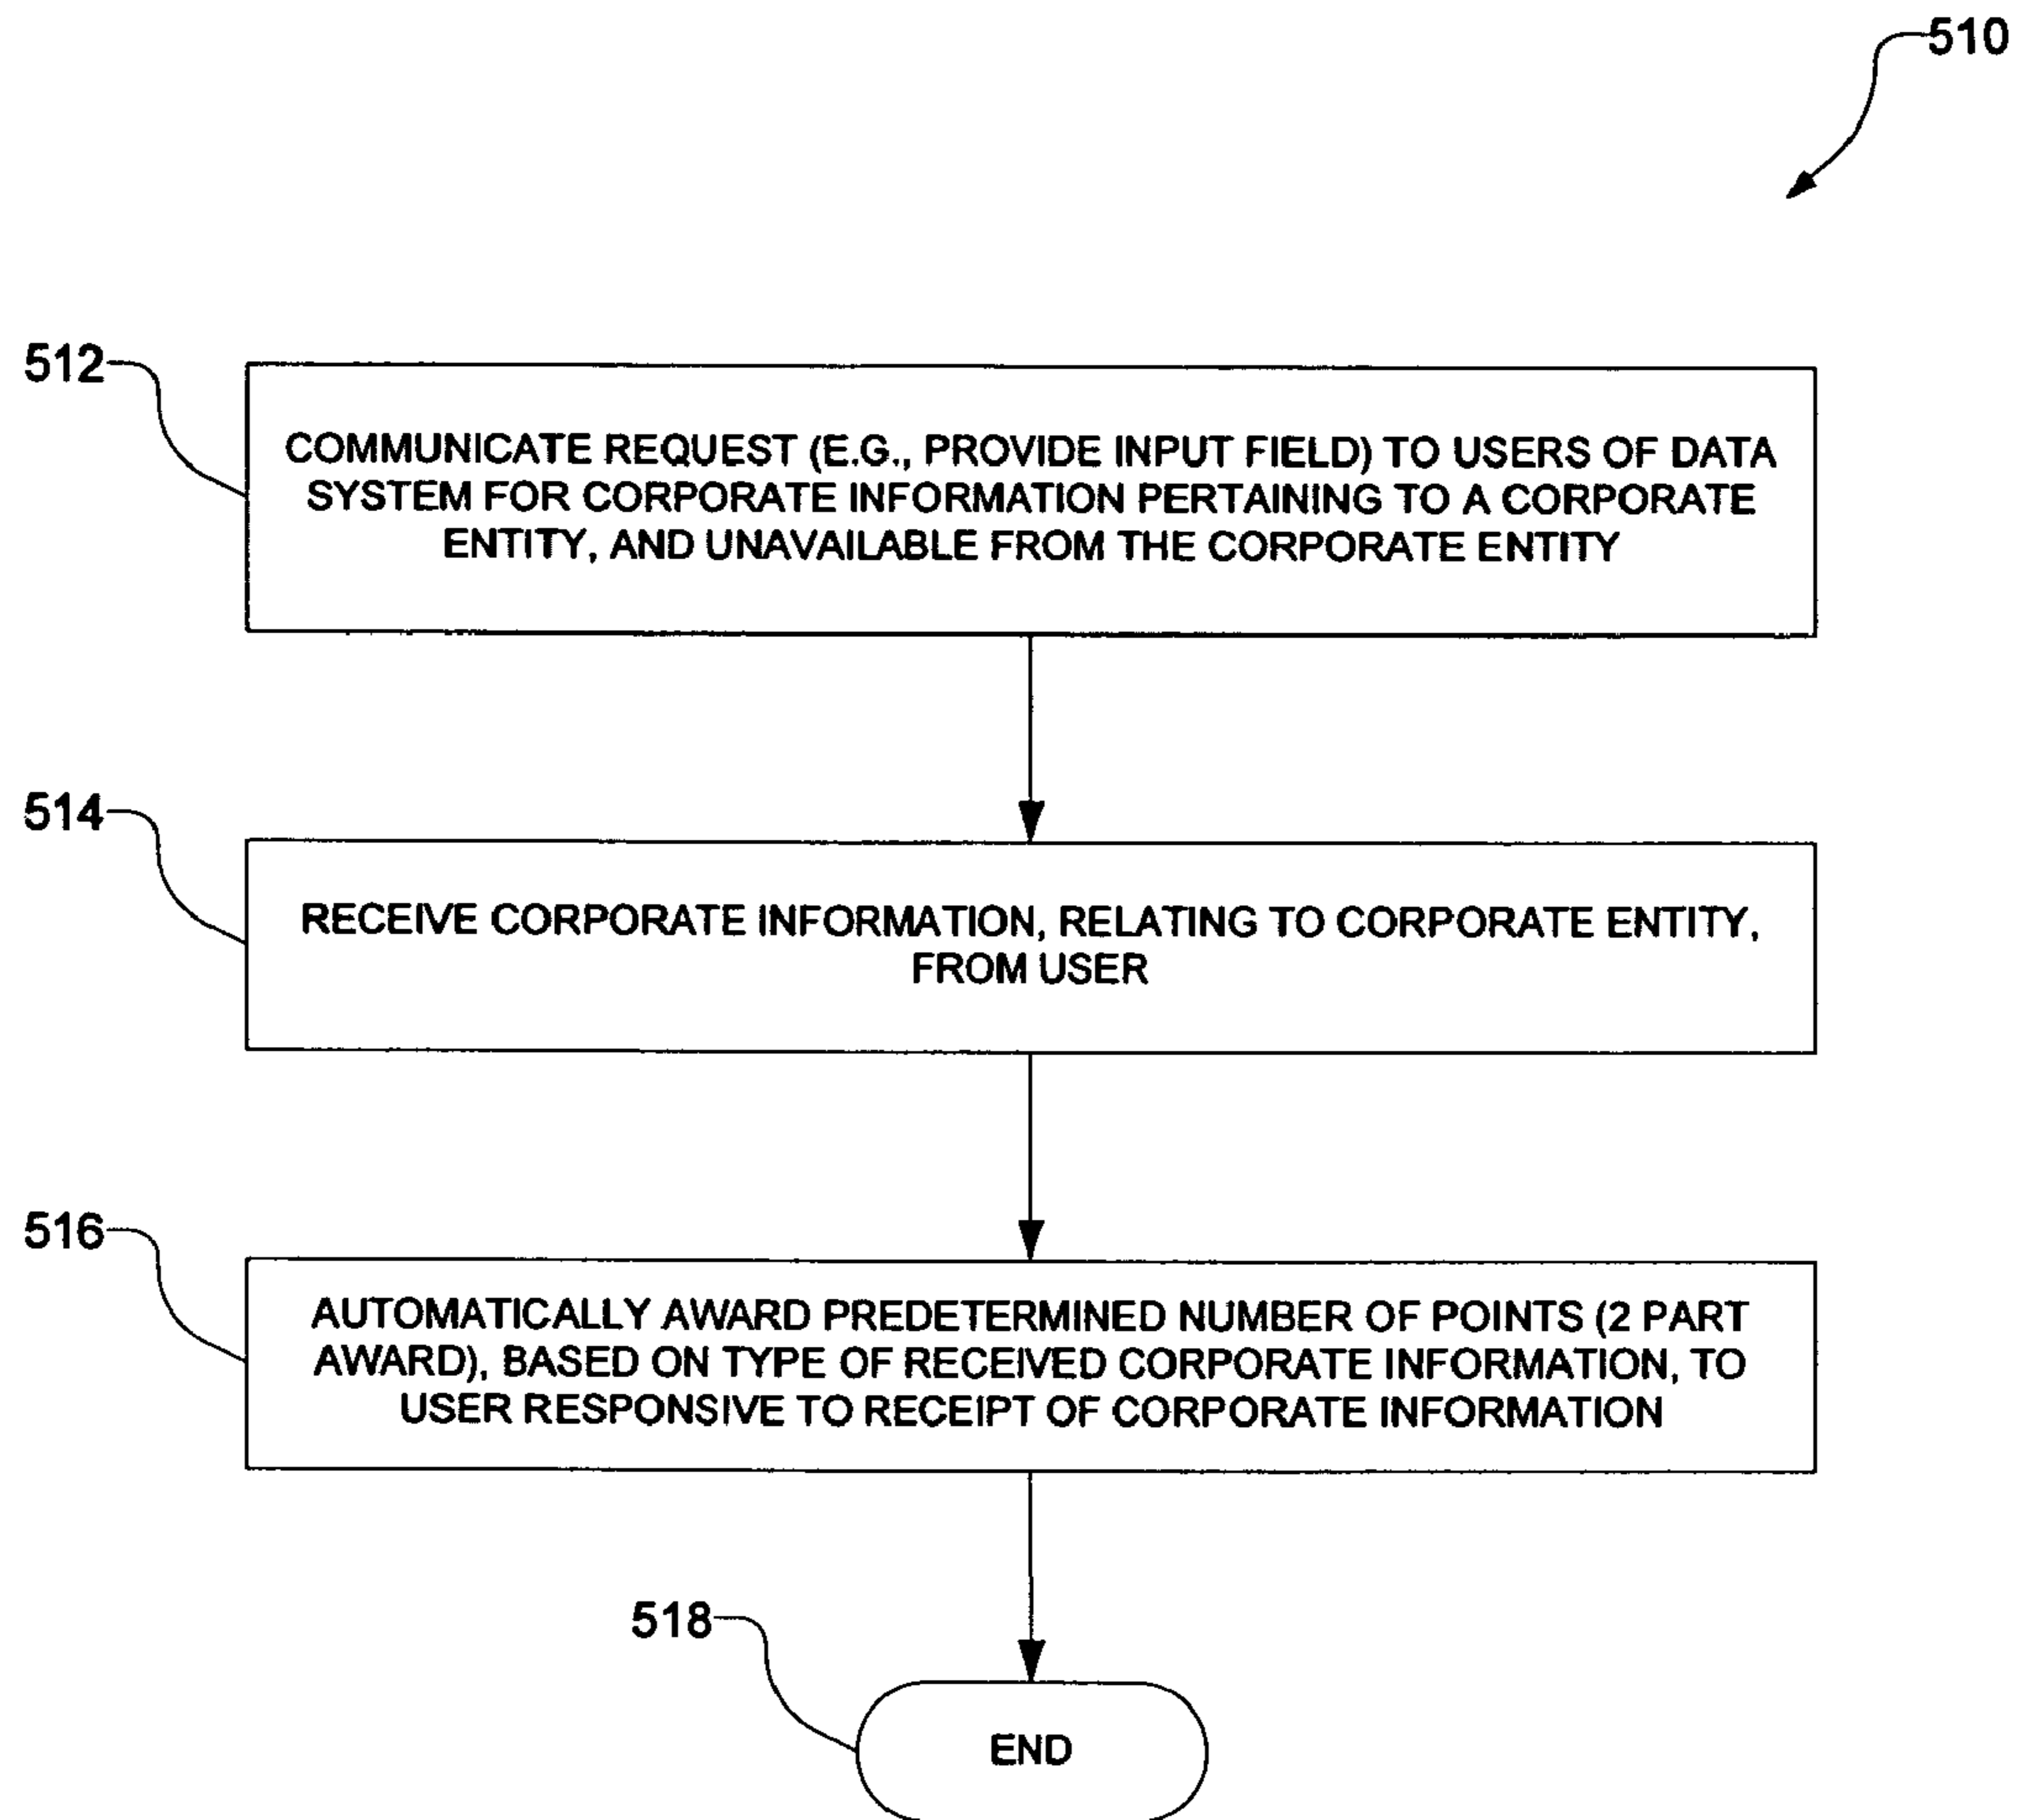 510
512
COMMUNICATE REQUEST (E.G., PROVIDE INPUT FIELD) TO USERS OF DATA
SYSTEM FOR CORPORATE INFORMATION PERTAINING TO A CORPORATE
ENTITY, AND UNAVAILABLE FROM THE CORPORATE ENTITY
514
RECEIVE CORPORATE INFORMATION, RELATING TO CORPORATE ENTITY,
FROM USER
516
AUTOMATICALLY AWARD PREDETERMINED NUMBER OF POINTS (2 PART
AWARD), BASED ON TYPE OF RECEIVED CORPORATE INFORMATION, TO
USER RESPONSIVE TO RECEIPT OF CORPORATE INFORMATION
518
END